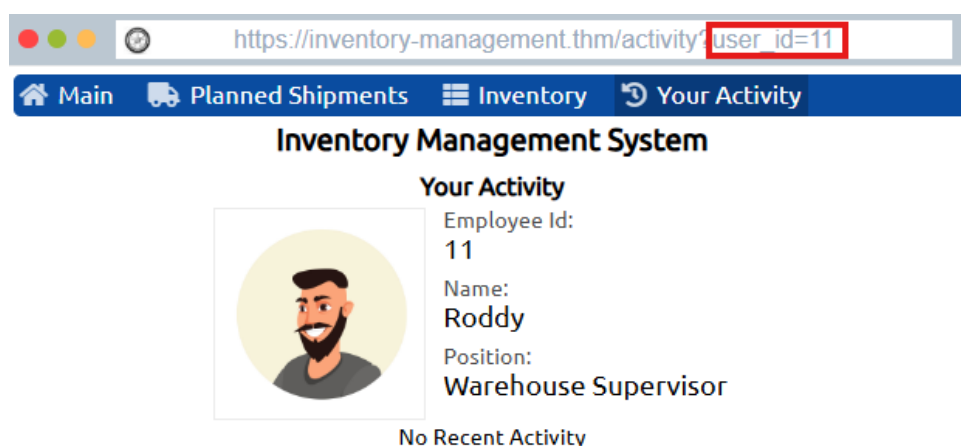 https://inventory-management.thm/activity?user_id=11
Main Planned Shipments Inventory Your Activity
Inventory Management System
Your Activity
Employee Id:
11
Name:
Roddy
Position:
Warehouse Supervisor
No Recent Activity